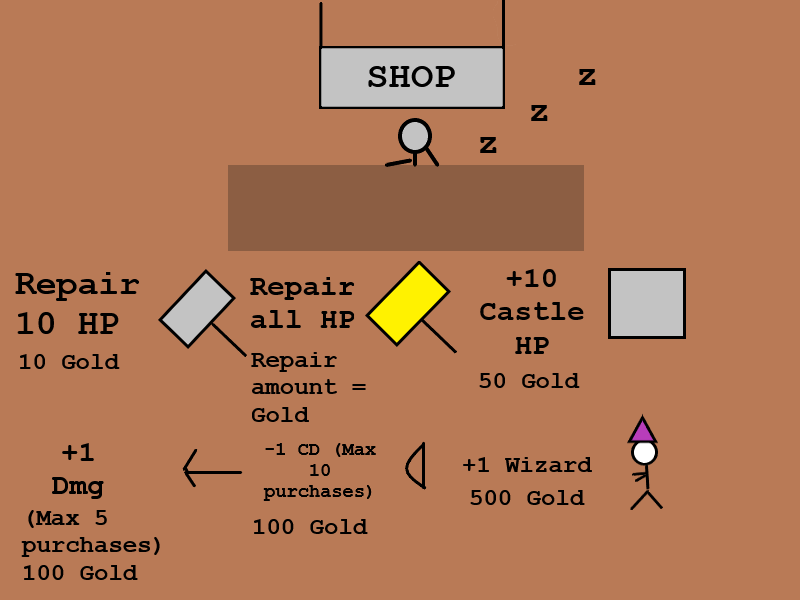 SHOP
z
z
z
Repair
10 HP
10 Gold
Repair
all HP
Repair
amount =
Gold
+10
Castle
HP
50 Gold
+1
Dmg
(Max 5
purchases)
100 Gold
-1 CD (Max
10
purchases)
100 Gold
+1 Wizard
500 Gold